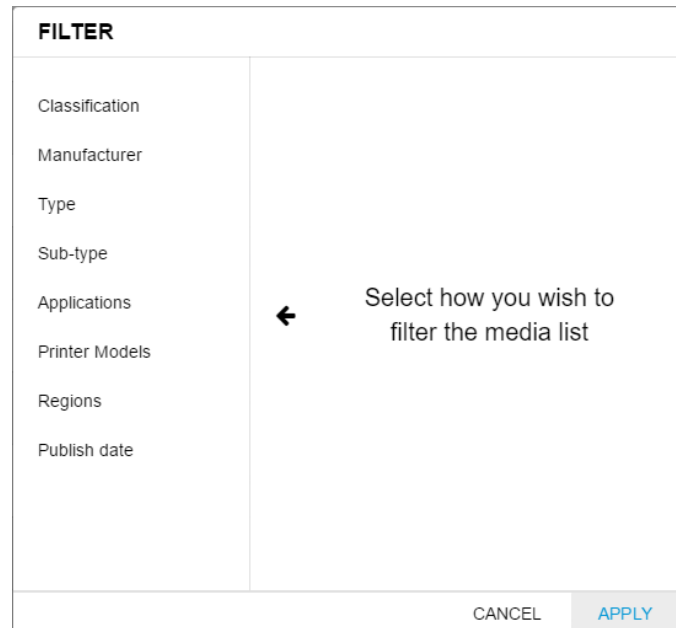 FILTER
Classification
Manufacturer
Type
Sub-type
Applications
Printer Models
Regions
Publish date
Select how you wish to
filter the media list
CANCEL
APPLY